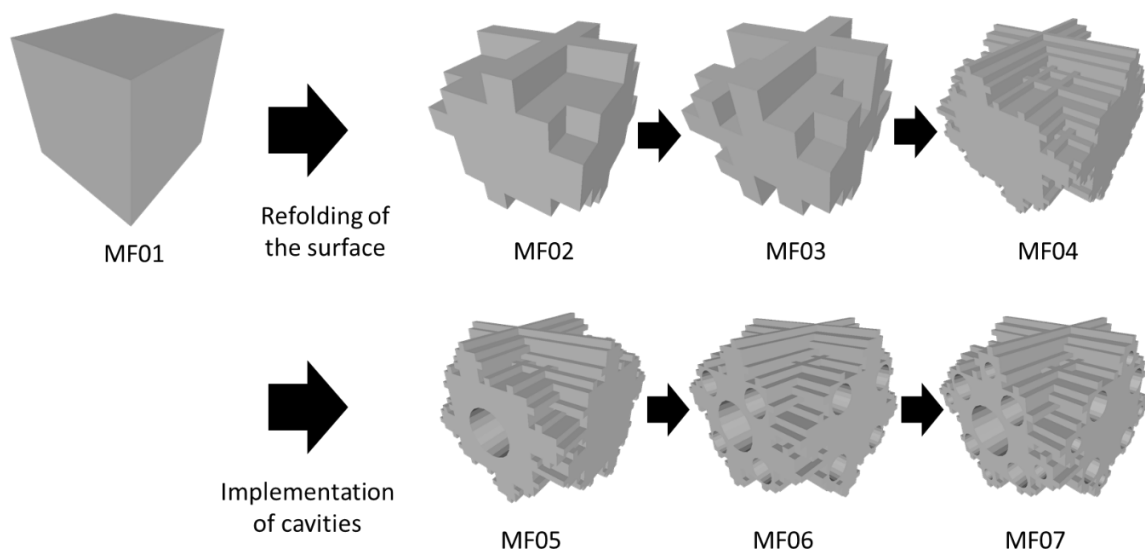 MF01
Refolding of
the surface
MF02
MF03
MF04
Implementation
of cavities
MF05
MF06
MF07